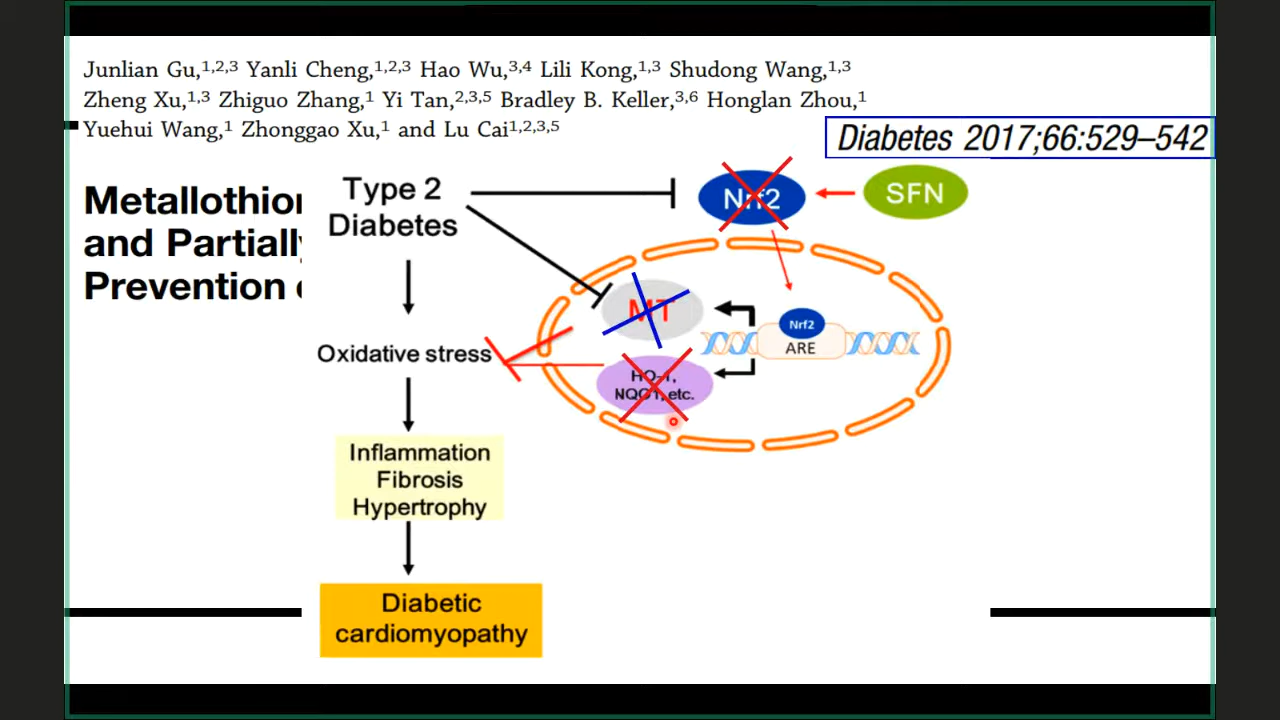 Junlian Gu,1,2,3 Yanli Cheng,1,2,3 Hao Wu,3,4 Lili Kong,1,3 Shudong Wang,1,3
Zheng Xu,1,3 Zhiguo Zhang,1 Yi Tan,2,3,5 Bradley B. Keller,3,6 Honglan Zhou,1
Yuehui Wang,1 Zhonggao Xu,1 and Lu Cai1,2,3,5
Diabetes 2017;66:529–542
Metallothion
and Partially
Prevention
Type 2
Diabetes
Nrf2
SFN
MT
Nrf2
ARE
Oxidative stress
HO-1,
NQO1, etc.
Inflammation
Fibrosis
Hypertrophy
Diabetic
cardiomyopathy